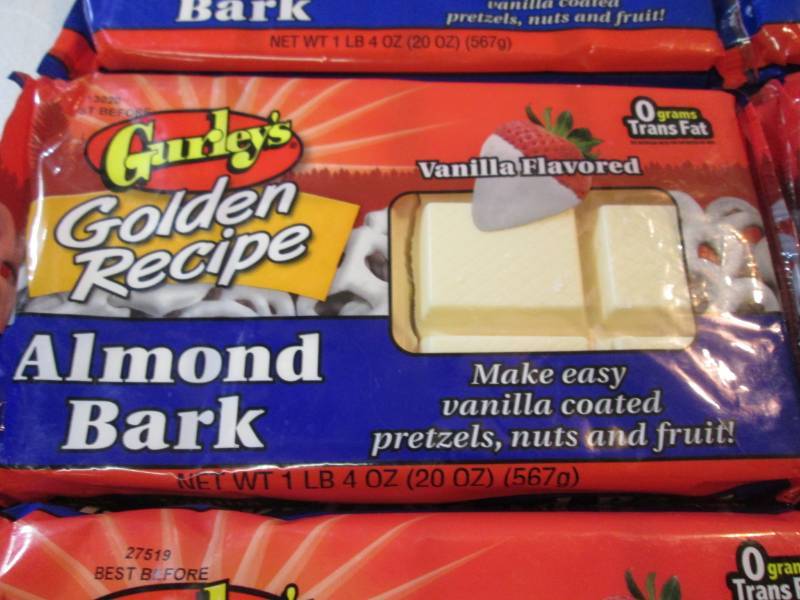 Bark
vanilla coated
pretzels, nuts and fruit!
NET WT 1 LB 4 OZ (20 OZ) (567g)
Gurley's
Golden
Recipe
Vanilla Flavored
0 grams
Trans Fat
Almond
Bark
Make easy
vanilla coated
pretzels, nuts and fruit!
NET WT 1 LB 4 OZ (20 OZ) (567g)
27519
BEST BEFORE
0 gran
Trans F